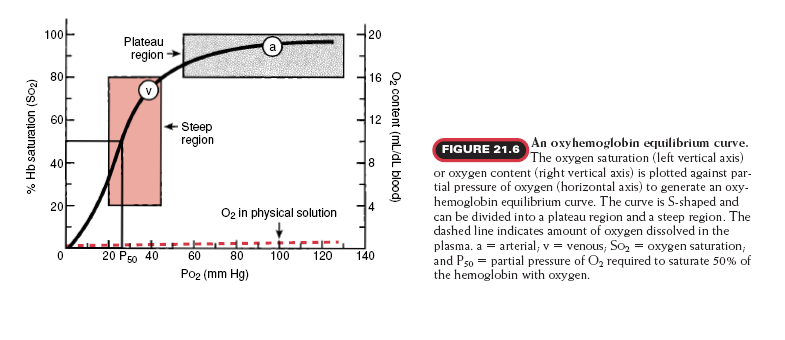 100
80
60
40
20
0
% Hb saturation (SO2)
Plateau
region
a
v
Steep
region
O2 in physical solution
20
16
12
8
4
O2 content (mL/dL blood)
20 P50 40 60 80 100 120 140
PO2 (mm Hg)
FIGURE 21.6 An oxyhemoglobin equilibrium curve.
The oxygen saturation (left vertical axis)
or oxygen content (right vertical axis) is plotted against par-
tial pressure of oxygen (horizontal axis) to generate an oxy-
hemoglobin equilibrium curve. The curve is S-shaped and
can be divided into a plateau region and a steep region. The
dashed line indicates amount of oxygen dissolved in the
plasma. a = arterial; v = venous; SO2 = oxygen saturation;
and P50 = partial pressure of O2 required to saturate 50% of
the hemoglobin with oxygen.